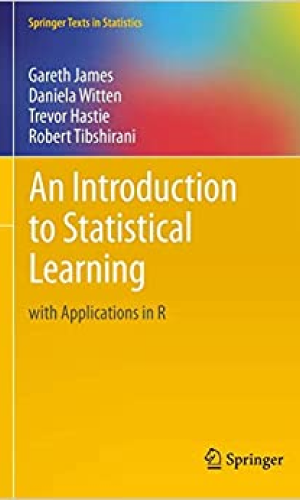 Springer Texts in Statistics
Gareth James
Daniela Witten
Trevor Hastie
Robert Tibshirani
An Introduction
to Statistical
Learning
with Applications in R
Springer